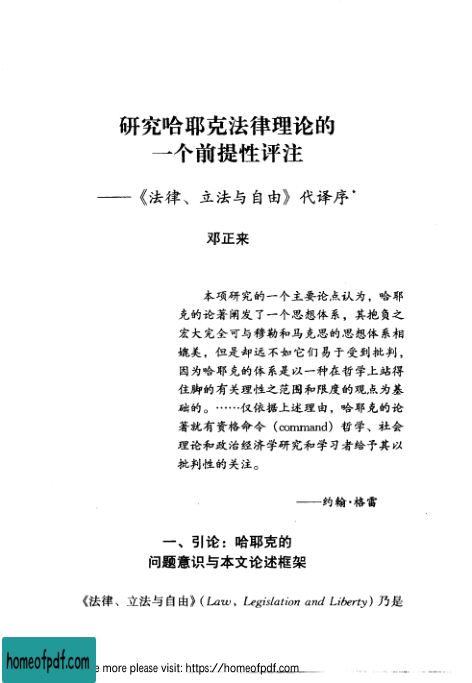 研究哈耶克法律理论的
一个前提性评注
——《法律、立法与自由》代译序*
邓正来
本项研究的一个主要论点认为，哈耶
克的论著阐发了一个思想体系，其抱负之
宏大完全可与穆勒和马克思的思想体系相
媲美，但是却远不如它们易于受到批判，
因为哈耶克的体系是以一种在哲学上站得
住脚的有关理性之范围和限度的观点为基
础的。……仅依据上述理由，哈耶克的论
著就有资格命令（command）哲学、社会
理论和政治经济学研究和学习者给予其以
批判性的关注。
——约翰·格雷
一、引论：哈耶克的
问题意识与本文论述框架
《法律、立法与自由》（Law, Legislation and Liberty）乃是
homeofpdf.com
e more please visit: https://homeofpdf.com